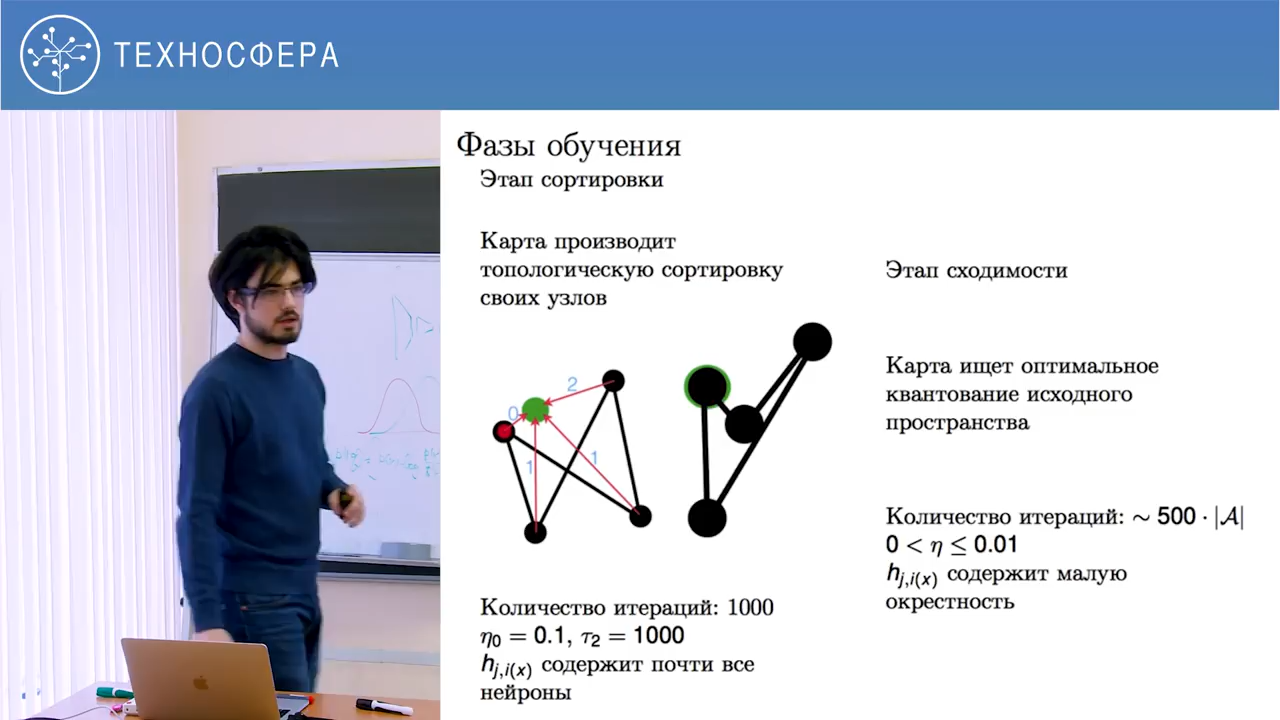 ТЕХНОСФЕРА
Фазы обучения
Этап сортировки
Карта производит
топологическую сортировку
своих узлов
2
0
1
1
Количество итераций: 1000
η₀ = 0.1, τ₂ = 1000
h_{j,i(x)} содержит почти все
нейроны
Этап сходимости
Карта ищет оптимальное
квантование исходного
пространства
Количество итераций: ∼ 500 · |𝒜|
0 < η ≤ 0.01
h_{j,i(x)} содержит малую
окрестность